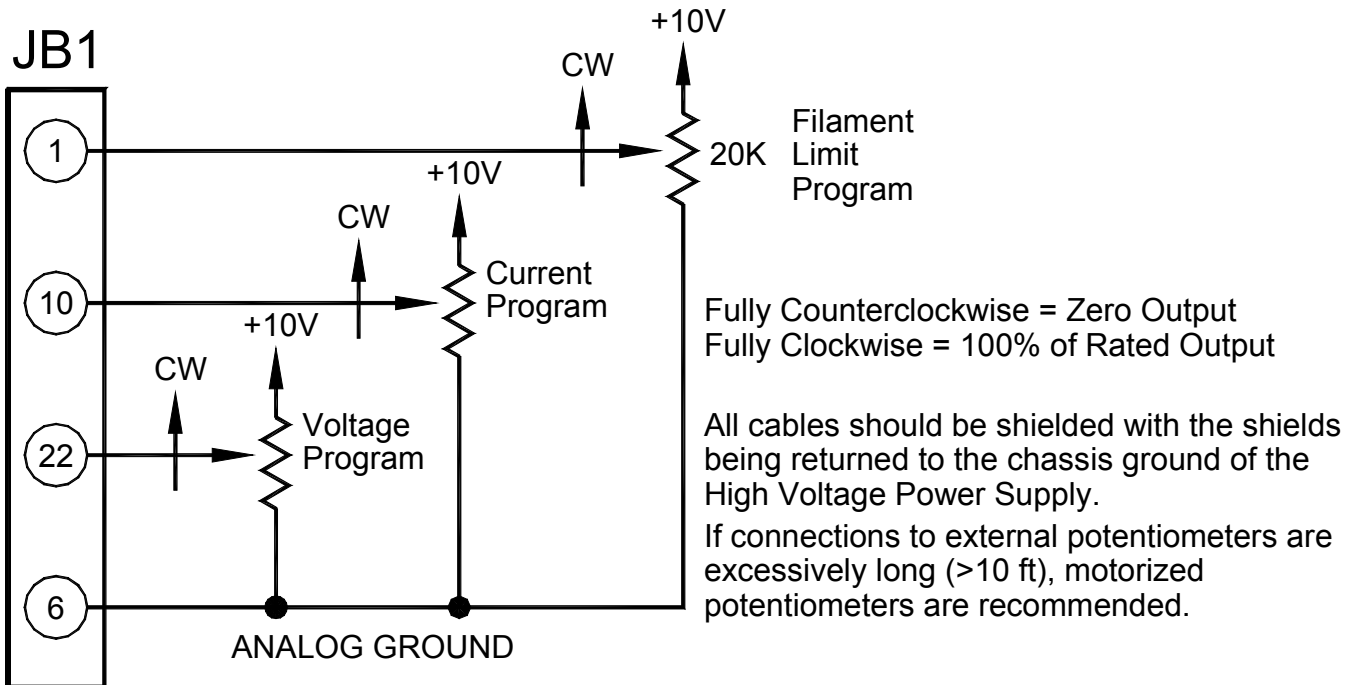 JB1
+10V
CW
1
20K
Filament
Limit
Program
+10V
CW
10
Current
Program
+10V
CW
22
Voltage
Program
6
ANALOG GROUND
Fully Counterclockwise = Zero Output
Fully Clockwise = 100% of Rated Output
All cables should be shielded with the shields
being returned to the chassis ground of the
High Voltage Power Supply.
If connections to external potentiometers are
excessively long (>10 ft), motorized
potentiometers are recommended.